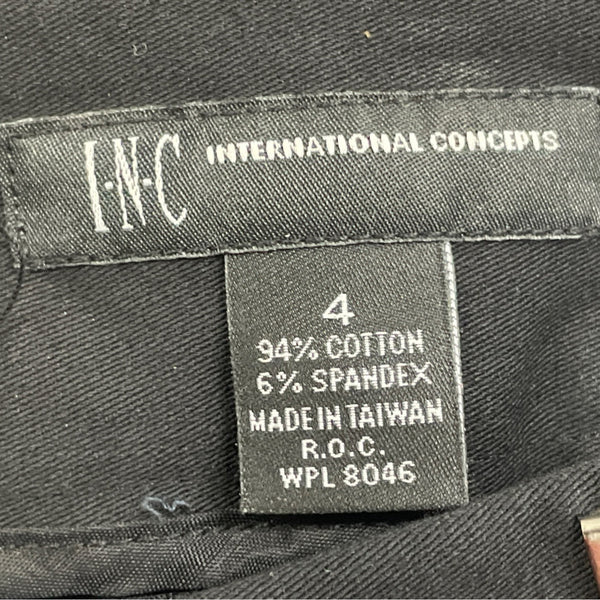 I·N·C INTERNATIONAL CONCEPTS
4
94% COTTON
6% SPANDEX
MADE IN TAIWAN
R.O.C.
WPL 8046